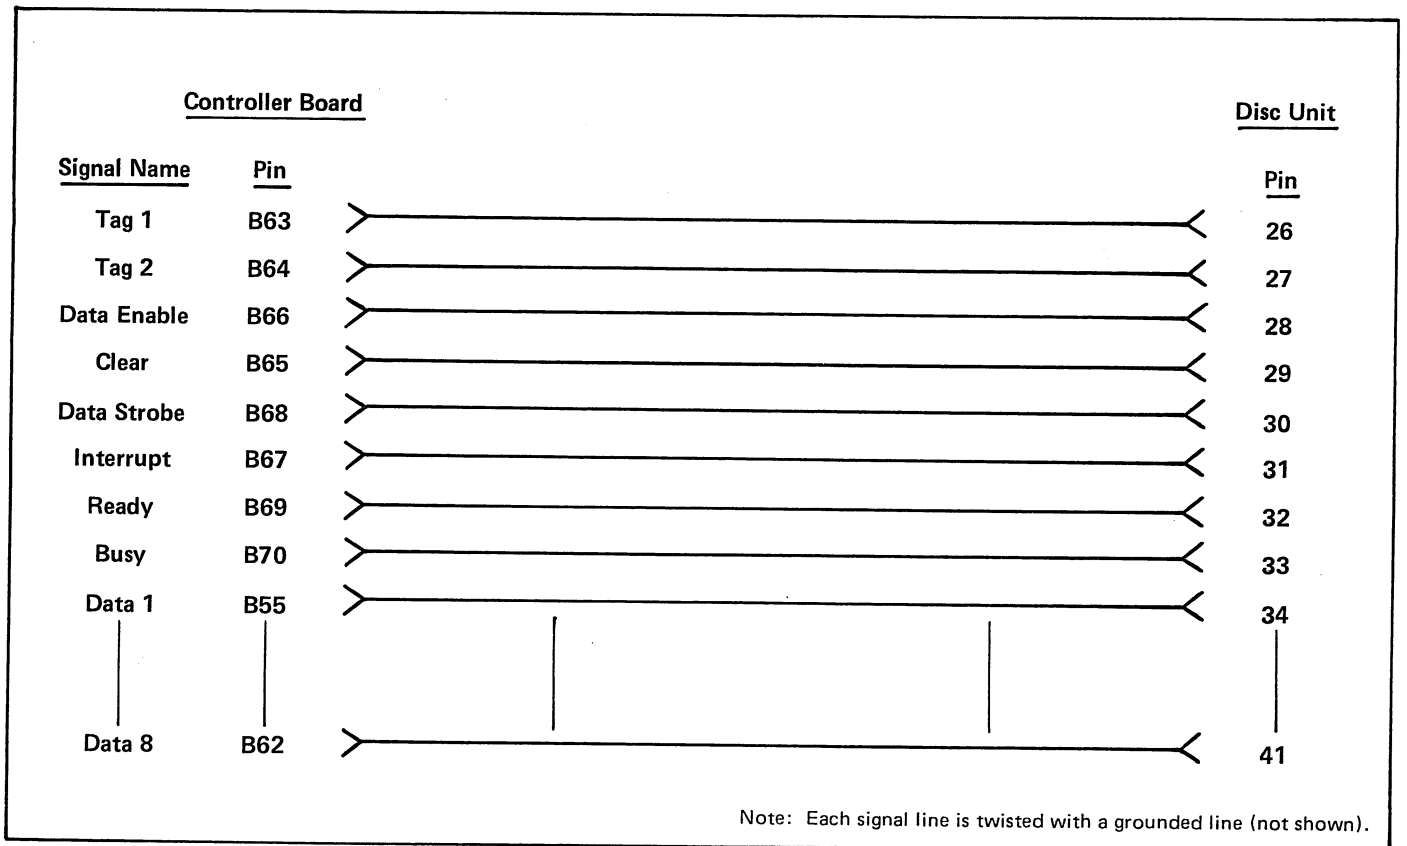 Controller Board Disc Unit
Signal Name Pin Pin
Tag 1 B63 26
Tag 2 B64 27
Data Enable B66 28
Clear B65 29
Data Strobe B68 30
Interrupt B67 31
Ready B69 32
Busy B70 33
Data 1 B55 34
Data 8 B62 41
Note: Each signal line is twisted with a grounded line (not shown).